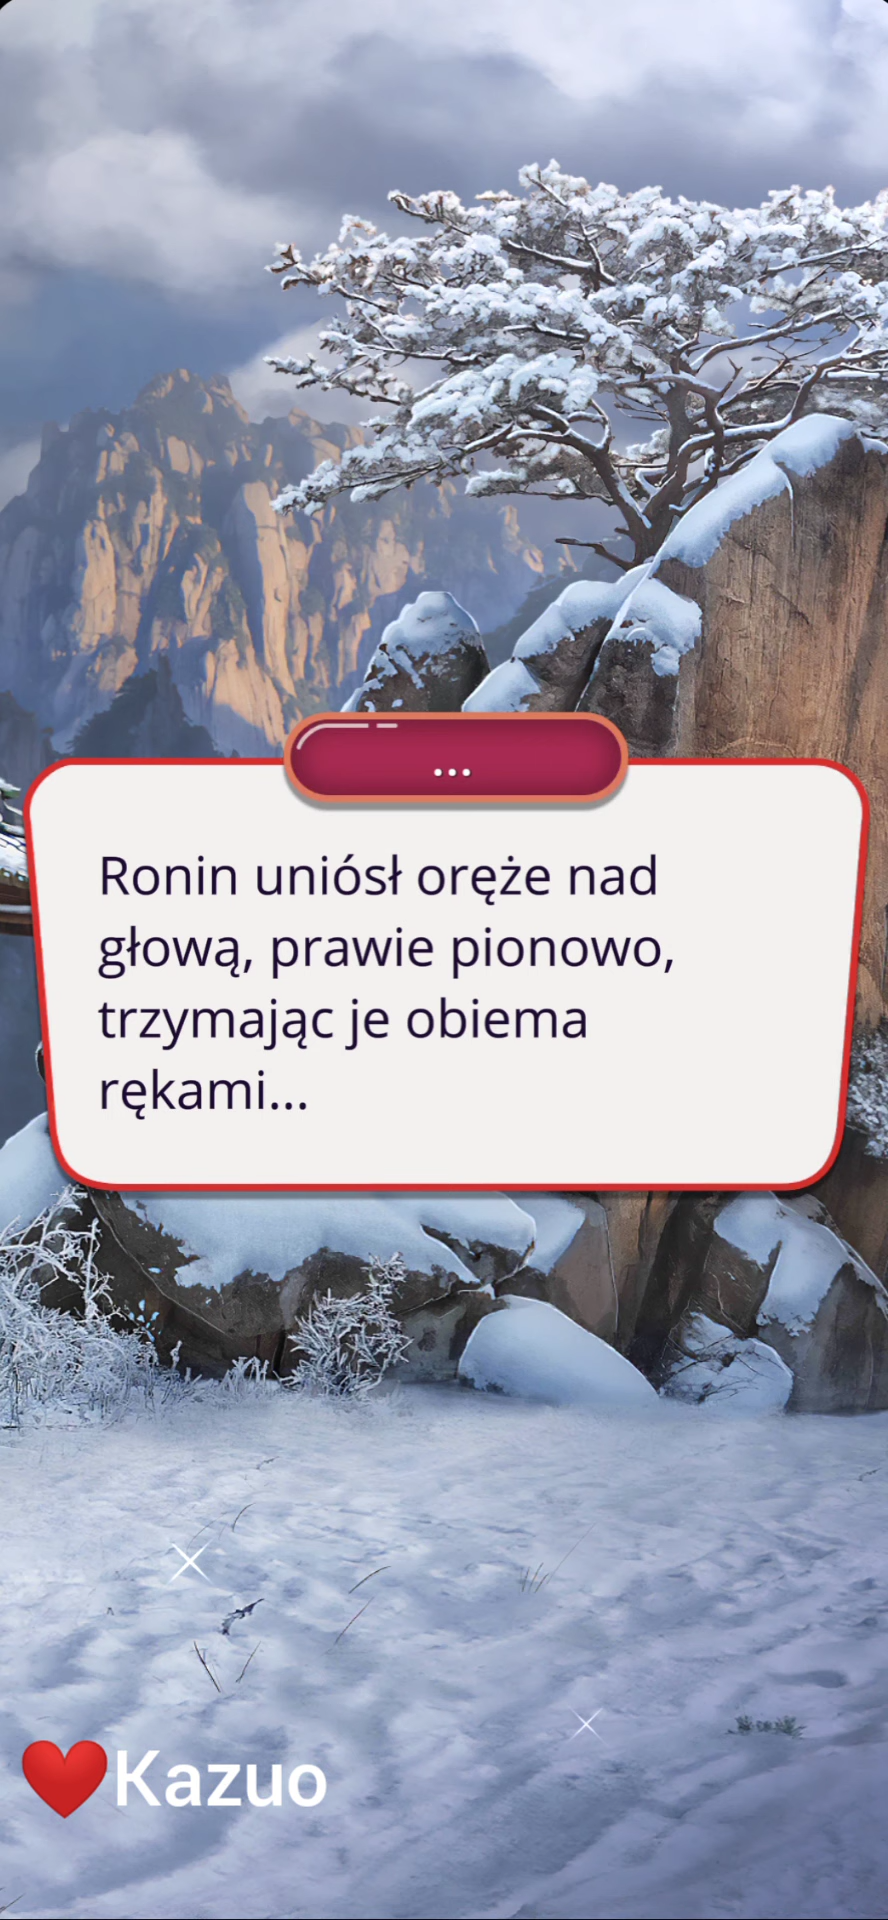 ...
Ronin uniósł oręże nad
głową, prawie pionowo,
trzymając je obiema
rękami...
❤️Kazuo